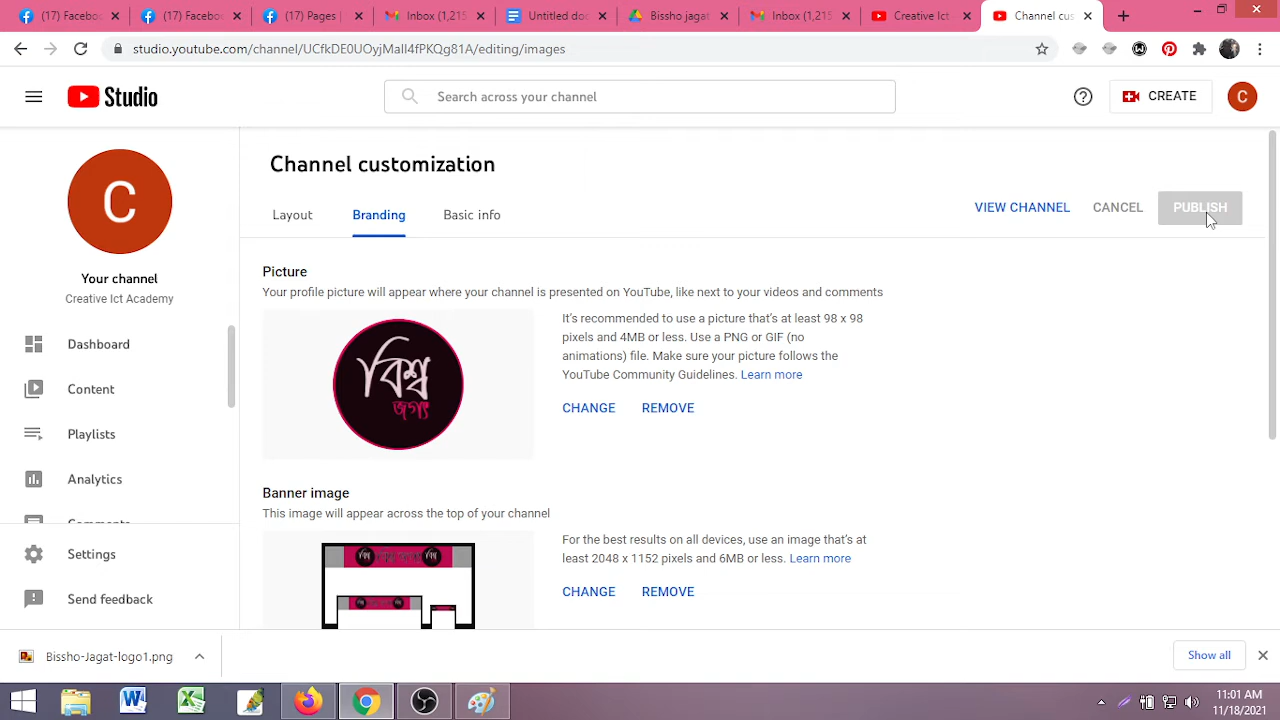 (17) Facebo
(17) Facebo
(17) Pages
Inbox (1,215
Untitled doc
Bissho jagat
Inbox (1,215
Creative Ict
Channel cus
studio.youtube.com/channel/UCfkDE0UOyjMalI4fPKQg81A/editing/images
Studio
Search across your channel
CREATE
C
C
Your channel
Creative Ict Academy
Dashboard
Content
Playlists
Analytics
Comments
Settings
Send feedback
Channel customization
Layout
Branding
Basic info
VIEW CHANNEL
CANCEL
PUBLISH
Picture
Your profile picture will appear where your channel is presented on YouTube, like next to your videos and comments
বিশ্ব
জগৎ
It's recommended to use a picture that's at least 98 x 98
pixels and 4MB or less. Use a PNG or GIF (no
animations) file. Make sure your picture follows the
YouTube Community Guidelines. Learn more
CHANGE
REMOVE
Banner image
This image will appear across the top of your channel
For the best results on all devices, use an image that's at
least 2048 x 1152 pixels and 6MB or less. Learn more
CHANGE
REMOVE
Bissho-Jagat-logo1.png
Show all
11:01 AM
11/18/2021